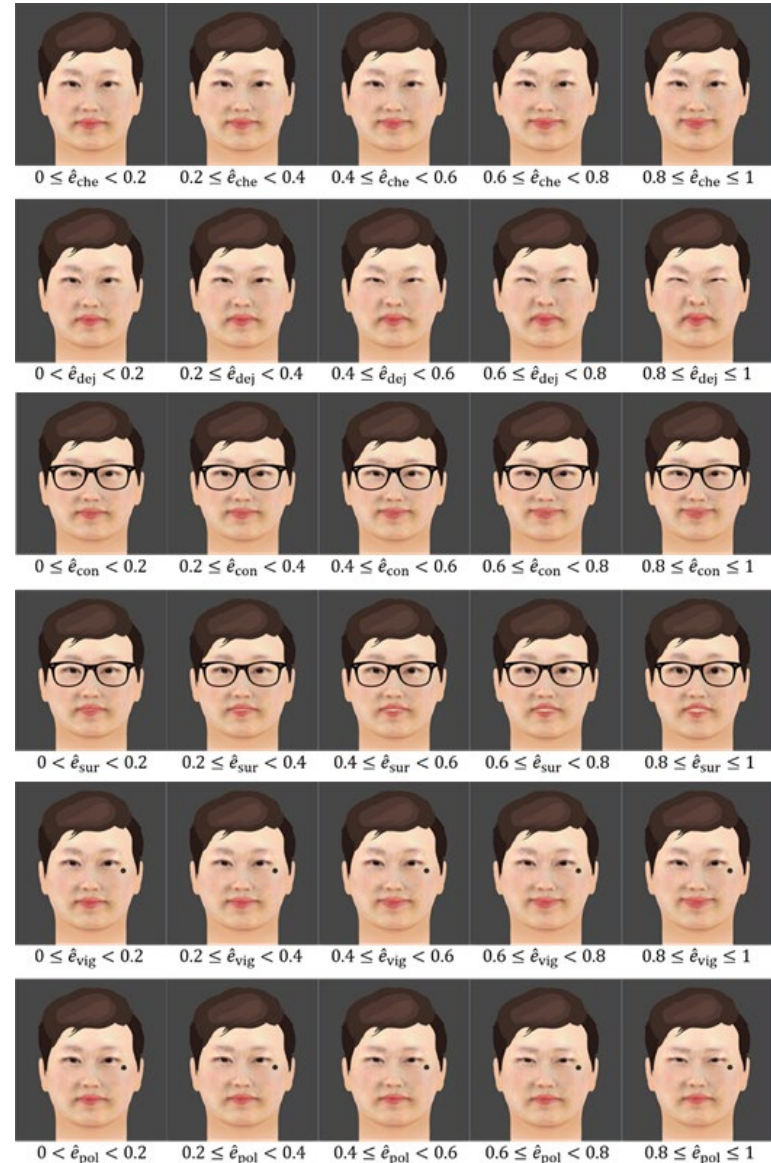 0 ≤ ê_che < 0.2 0.2 ≤ ê_che < 0.4 0.4 ≤ ê_che < 0.6 0.6 ≤ ê_che < 0.8 0.8 ≤ ê_che ≤ 1
0 < ê_dej < 0.2 0.2 ≤ ê_dej < 0.4 0.4 ≤ ê_dej < 0.6 0.6 ≤ ê_dej < 0.8 0.8 ≤ ê_dej ≤ 1
0 ≤ ê_con < 0.2 0.2 ≤ ê_con < 0.4 0.4 ≤ ê_con < 0.6 0.6 ≤ ê_con < 0.8 0.8 ≤ ê_con ≤ 1
0 < ê_sur < 0.2 0.2 ≤ ê_sur < 0.4 0.4 ≤ ê_sur < 0.6 0.6 ≤ ê_sur < 0.8 0.8 ≤ ê_sur ≤ 1
0 ≤ ê_vig < 0.2 0.2 ≤ ê_vig < 0.4 0.4 ≤ ê_vig < 0.6 0.6 ≤ ê_vig < 0.8 0.8 ≤ ê_vig ≤ 1
0 < ê_pol < 0.2 0.2 ≤ ê_pol < 0.4 0.4 ≤ ê_pol < 0.6 0.6 ≤ ê_pol < 0.8 0.8 ≤ ê_pol ≤ 1